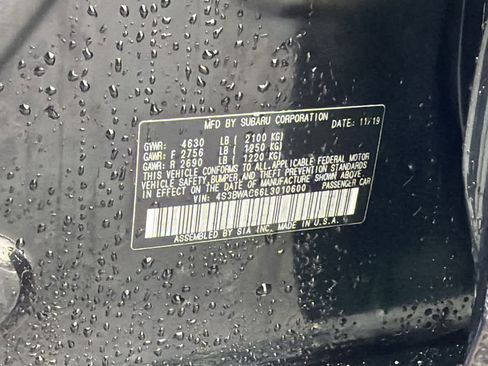 MFD BY SUBARU CORPORATION DATE: 11/19
GWR: 4630 LB ( 2100 KG)
GAWR: F 2756 LB ( 1250 KG)
GAWR: R 2690 LB ( 1220 KG)
THIS VEHICLE CONFORMS TO ALL APPLICABLE FEDERAL MOTOR
VEHICLE SAFETY, BUMPER, AND THEFT PREVENTION STANDARDS
IN EFFECT ON THE DATE OF MANUFACTURE SHOWN ABOVE.
VIN: 4S3BWAC66L3010600 PASSENGER CAR
ASSEMBLED BY SIA INC. MADE IN U.S.A.